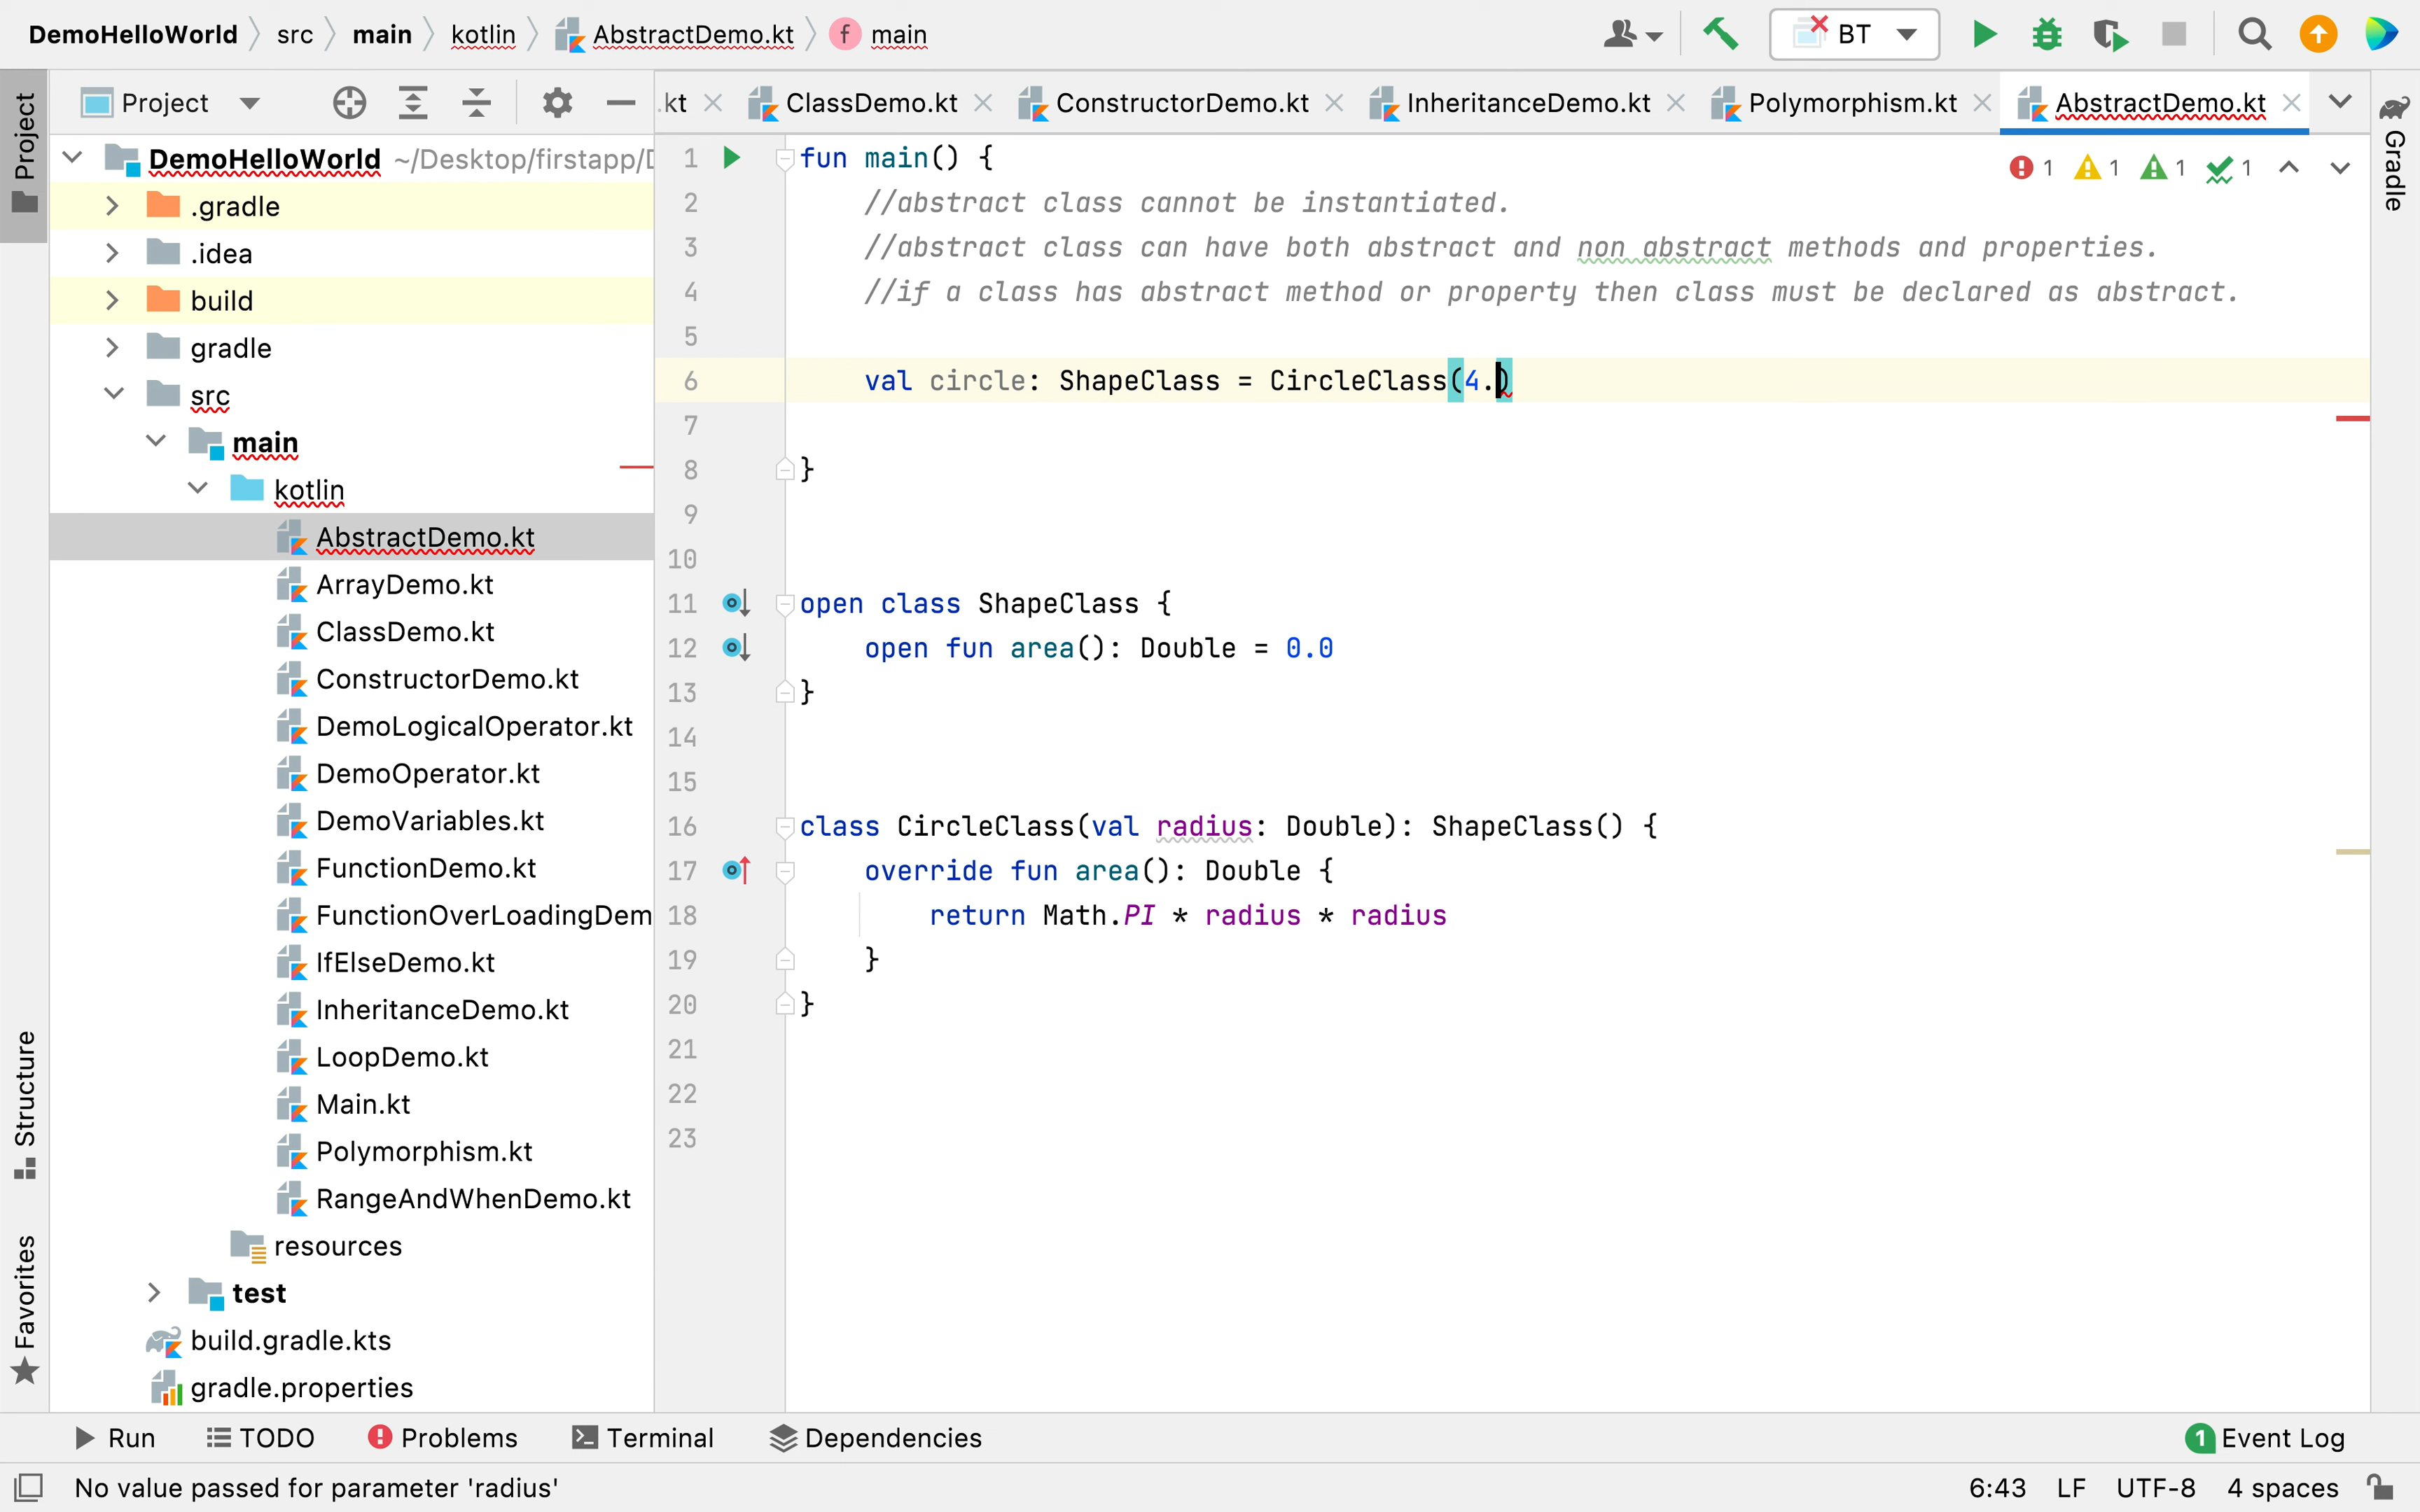 DemoHelloWorld src main kotlin AbstractDemo.kt f main BT
Project
.kt ClassDemo.kt ConstructorDemo.kt InheritanceDemo.kt Polymorphism.kt AbstractDemo.kt
Project
Structure
Favorites
Gradle
DemoHelloWorld ~/Desktop/firstapp/D
.gradle
.idea
build
gradle
src
main
kotlin
AbstractDemo.kt
ArrayDemo.kt
ClassDemo.kt
ConstructorDemo.kt
DemoLogicalOperator.kt
DemoOperator.kt
DemoVariables.kt
FunctionDemo.kt
FunctionOverLoadingDem
IfElseDemo.kt
InheritanceDemo.kt
LoopDemo.kt
Main.kt
Polymorphism.kt
RangeAndWhenDemo.kt
resources
test
build.gradle.kts
gradle.properties
1 1 1 1
1 fun main() {
2 //abstract class cannot be instantiated.
3 //abstract class can have both abstract and non abstract methods and properties.
4 //if a class has abstract method or property then class must be declared as abstract.
5
6 val circle: ShapeClass = CircleClass(4.)
7
8 }
9
10
11 open class ShapeClass {
12 open fun area(): Double = 0.0
13 }
14
15
16 class CircleClass(val radius: Double): ShapeClass() {
17 override fun area(): Double {
18 return Math.PI * radius * radius
19 }
20 }
21
22
23
Run TODO Problems Terminal Dependencies 1 Event Log
No value passed for parameter 'radius' 6:43 LF UTF-8 4 spaces